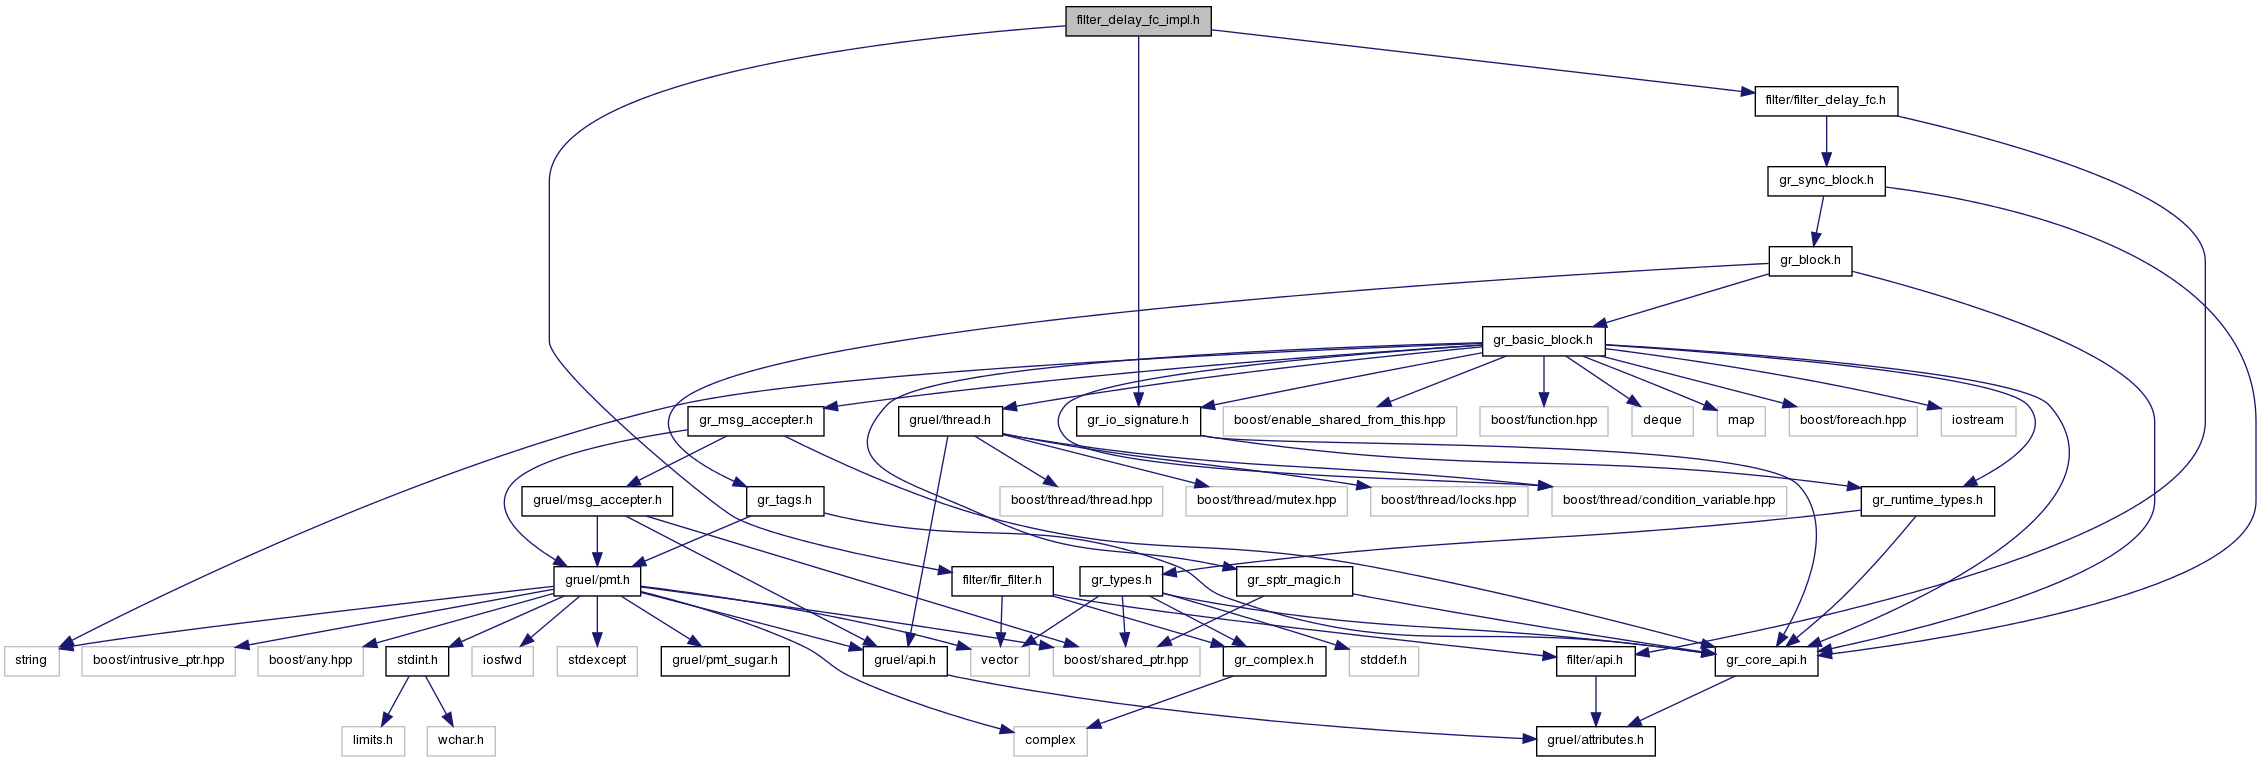 filter_delay_fc_impl.h
filter/filter_delay_fc.h
gr_sync_block.h
gr_block.h
gr_basic_block.h
gr_msg_accepter.h
gruel/thread.h
gr_io_signature.h
boost/enable_shared_from_this.hpp
boost/function.hpp
deque
map
boost/foreach.hpp
iostream
gruel/msg_accepter.h
gr_tags.h
boost/thread/thread.hpp
boost/thread/mutex.hpp
boost/thread/locks.hpp
boost/thread/condition_variable.hpp
gr_runtime_types.h
gruel/pmt.h
filter/fir_filter.h
gr_types.h
gr_sptr_magic.h
string
boost/intrusive_ptr.hpp
boost/any.hpp
stdint.h
iosfwd
stdexcept
gruel/pmt_sugar.h
gruel/api.h
vector
boost/shared_ptr.hpp
gr_complex.h
stddef.h
filter/api.h
gr_core_api.h
limits.h
wchar.h
complex
gruel/attributes.h